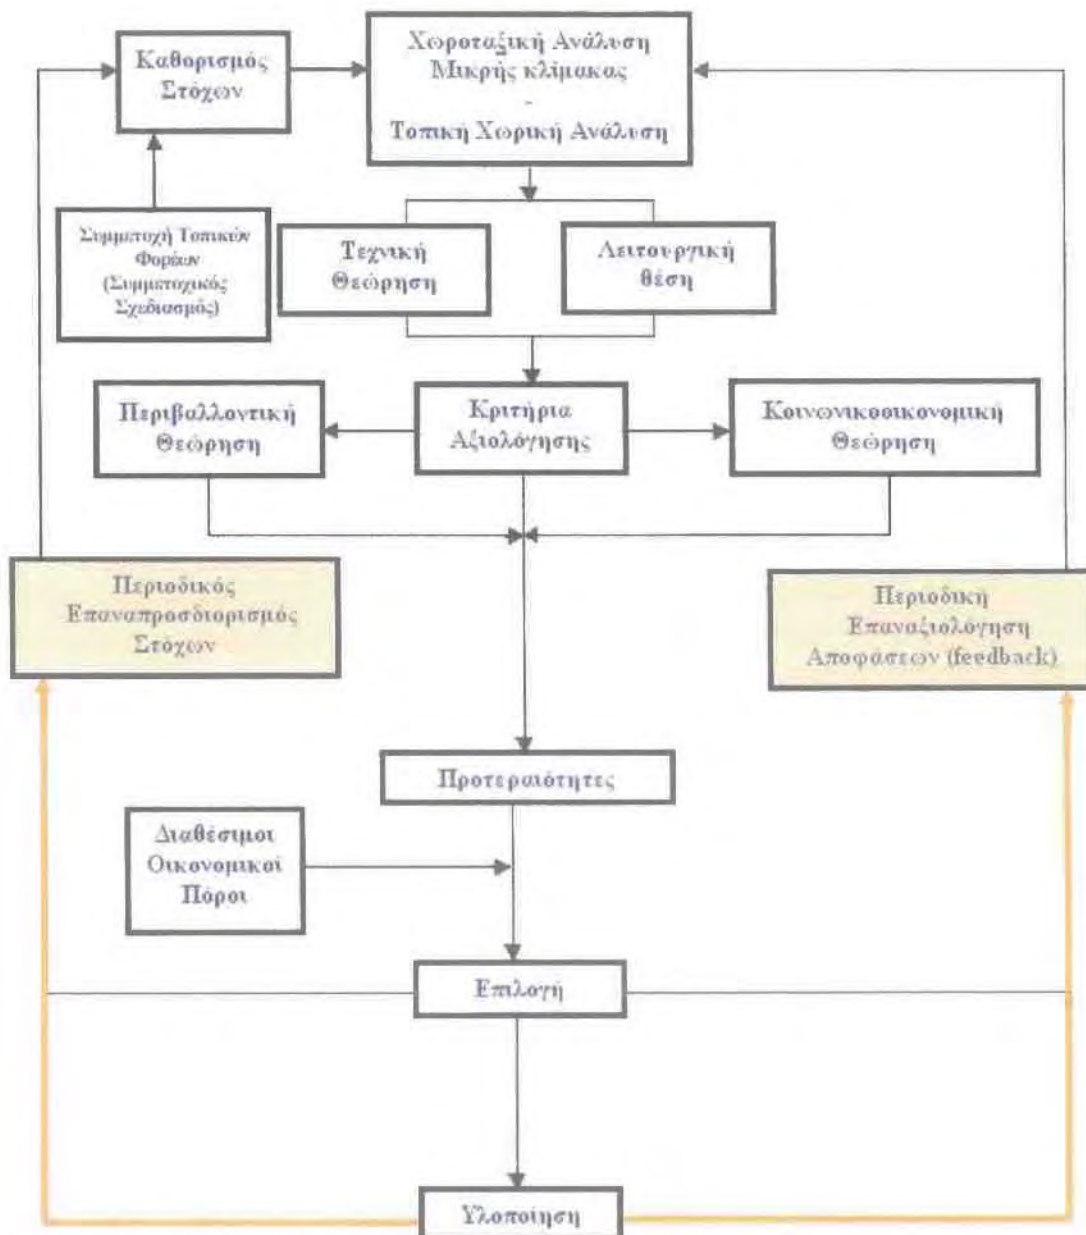 Καθορισμός
Στόχων
Χωροταξική Ανάλυση
Μικρής κλίμακας
-
Τοπική Χωρική Ανάλυση
Συμμετοχή Τοπικών
Φορέων
(Συμμετοχικός
Σχεδιασμός)
Τεχνική
Θεώρηση
Λειτουργική
θέση
Περιβαλλοντική
Θεώρηση
Κριτήρια
Αξιολόγησης
Κοινωνικοοικονομική
Θεώρηση
Περιοδικός
Επαναπροσδιορισμός
Στόχων
Περιοδική
Επαναξιολόγηση
Αποφάσεων (feedback)
Προτεραιότητες
Διαθέσιμοι
Οικονομικοί
Πόροι
Επιλογή
Υλοποίηση